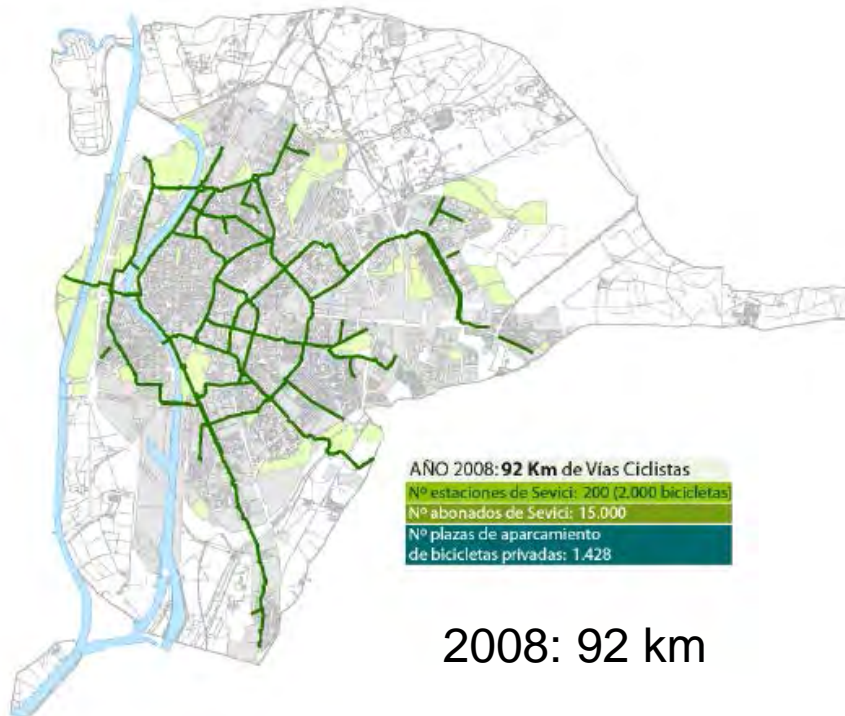 AÑO 2008: 92 Km de Vías Ciclistas
Nº estaciones de Sevici: 200 (2.000 bicicletas)
Nº abonados de Sevici: 15.000
Nº plazas de aparcamiento
de bicicletas privadas: 1.428
2008: 92 km